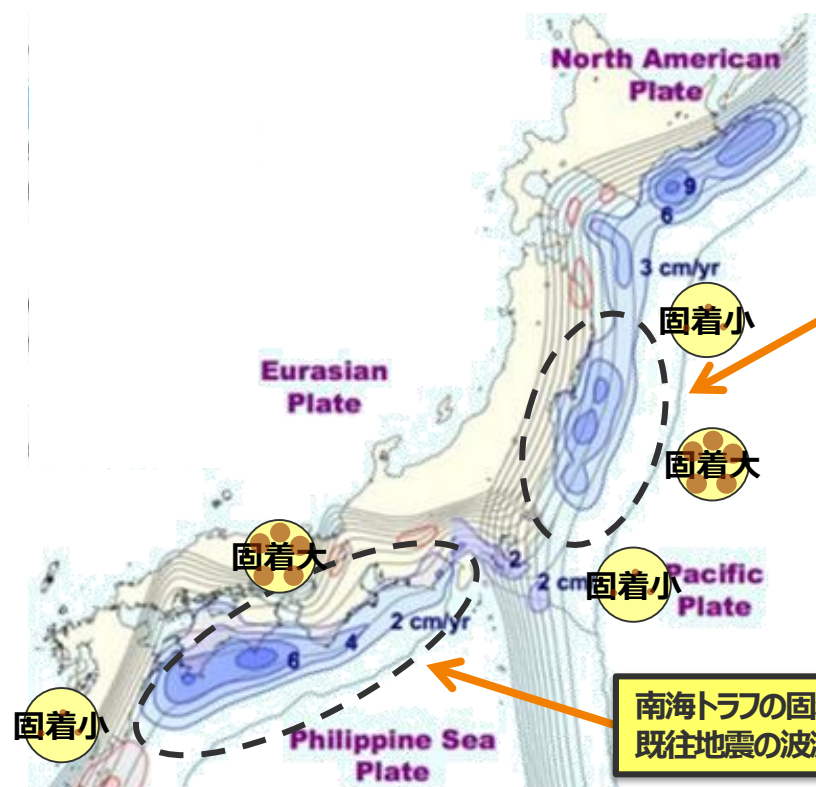 North American
Plate
9
6
3 cm/yr
固着小
Eurasian
Plate
固着大
固着大
2
2 cm
固着小
Pacific
Plate
2 cm/yr
4
6
固着小
Philippine Sea
Plate
南海トラフの固
既往地震の波